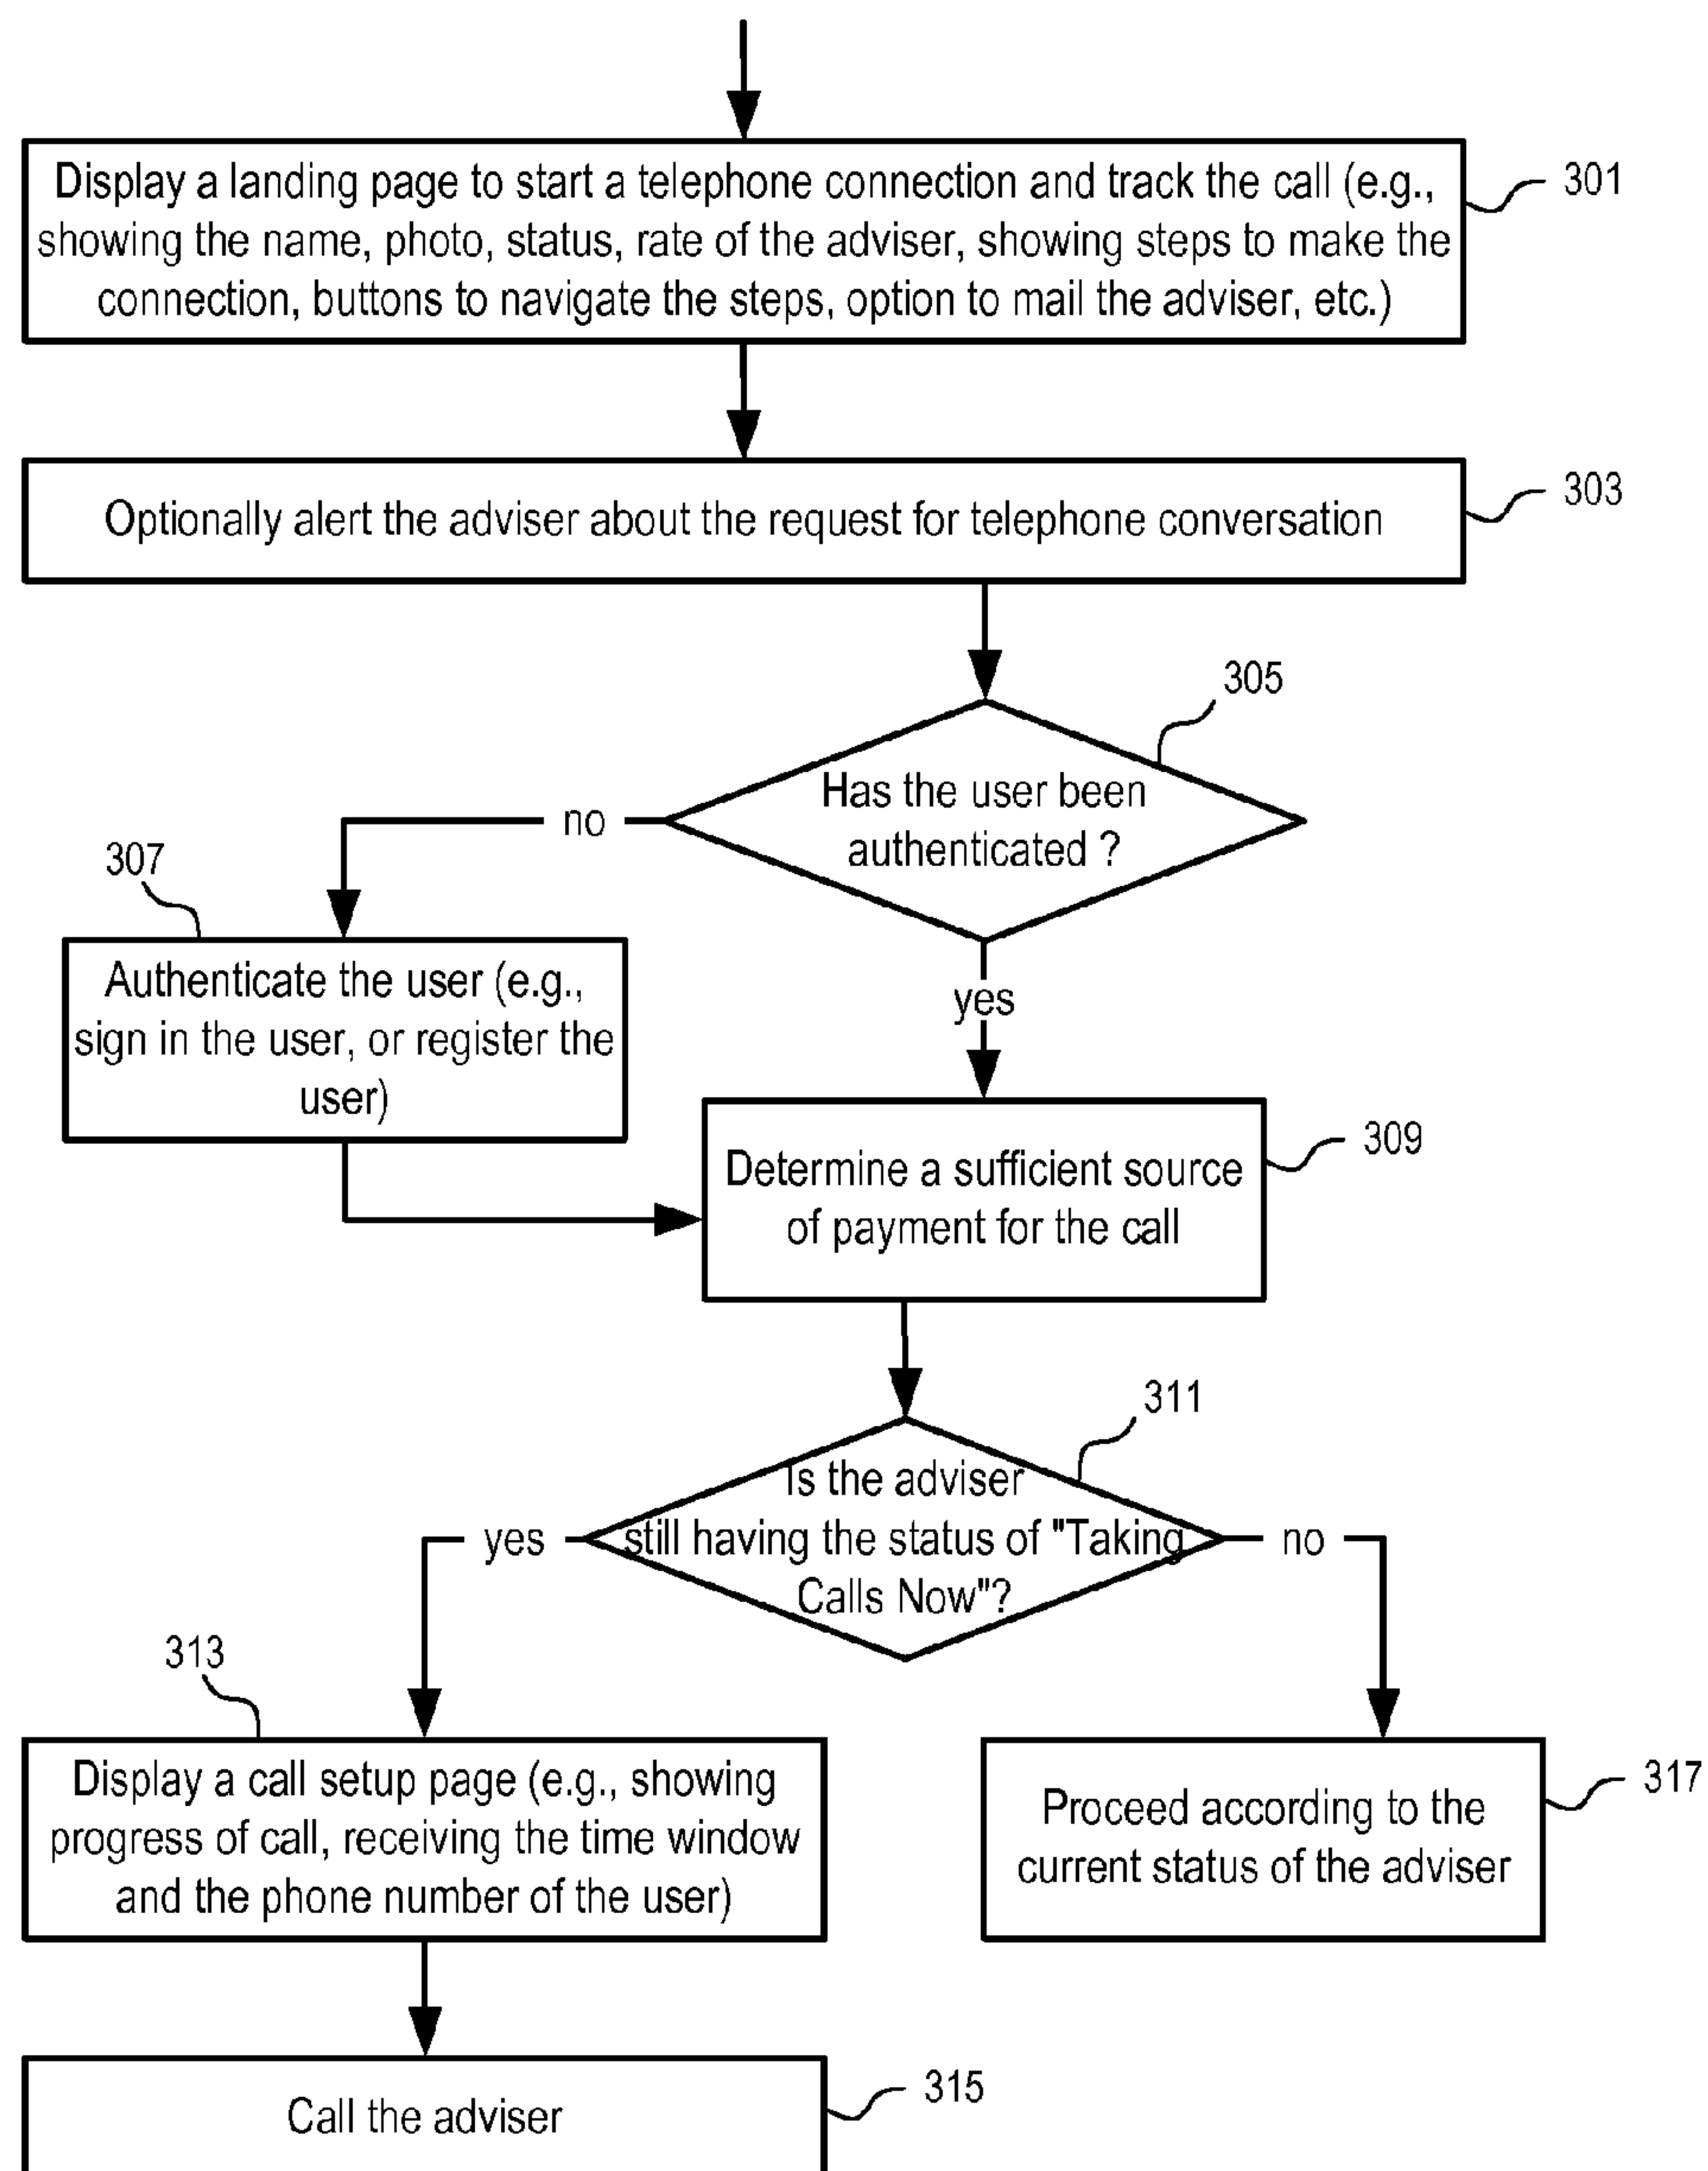 Display a landing page to start a telephone connection and track the call (e.g.,
showing the name, photo, status, rate of the adviser, showing steps to make the
connection, buttons to navigate the steps, option to mail the adviser, etc.)
301
Optionally alert the adviser about the request for telephone conversation
303
305
Has the user been
authenticated ?
no
307
Authenticate the user (e.g.,
sign in the user, or register the
user)
yes
309
Determine a sufficient source
of payment for the call
311
Is the adviser
still having the status of "Taking
Calls Now"?
yes
no
313
Display a call setup page (e.g., showing
progress of call, receiving the time window
and the phone number of the user)
317
Proceed according to the
current status of the adviser
315
Call the adviser